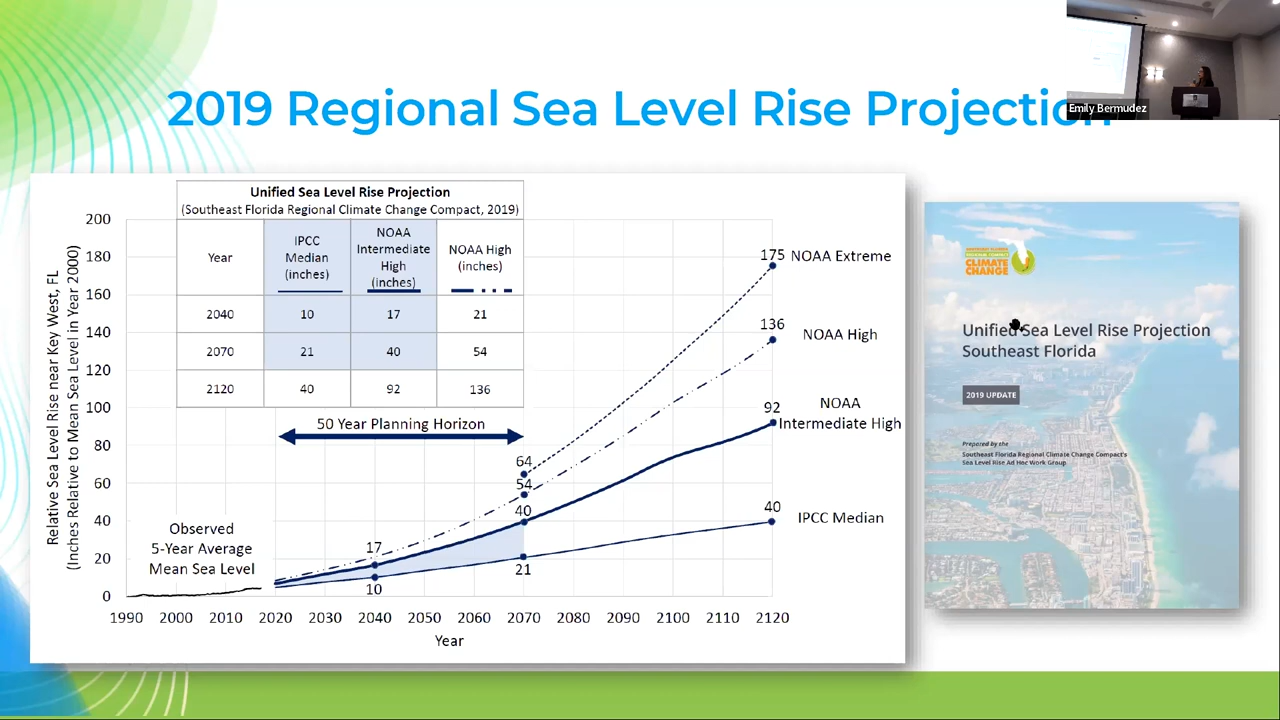 Emily Bermudez
2019 Regional Sea Level Rise Projection
Unified Sea Level Rise Projection
(Southeast Florida Regional Climate Change Compact, 2019)
Year
IPCC
Median
(inches)
NOAA
Intermediate
High
(inches)
NOAA High
(inches)
2040 10 17 21
2070 21 40 54
2120 40 92 136
50 Year Planning Horizon
Relative Sea Level Rise near Key West, FL
(Inches Relative to Mean Sea Level in Year 2000)
200
180
160
140
120
100
80
60
40
20
0
Observed
5-Year Average
Mean Sea Level
17
10
64
54
40
21
175 NOAA Extreme
136
NOAA High
92
NOAA
Intermediate High
40
IPCC Median
1990 2000 2010 2020 2030 2040 2050 2060 2070 2080 2090 2100 2110 2120
Year
REGIONAL COMPACT
CLIMATE
CHANGE
Unified Sea Level Rise Projection
Southeast Florida
2019 UPDATE
Prepared by the
Southeast Florida Regional Climate Change Compact's
Sea Level Rise Ad Hoc Work Group